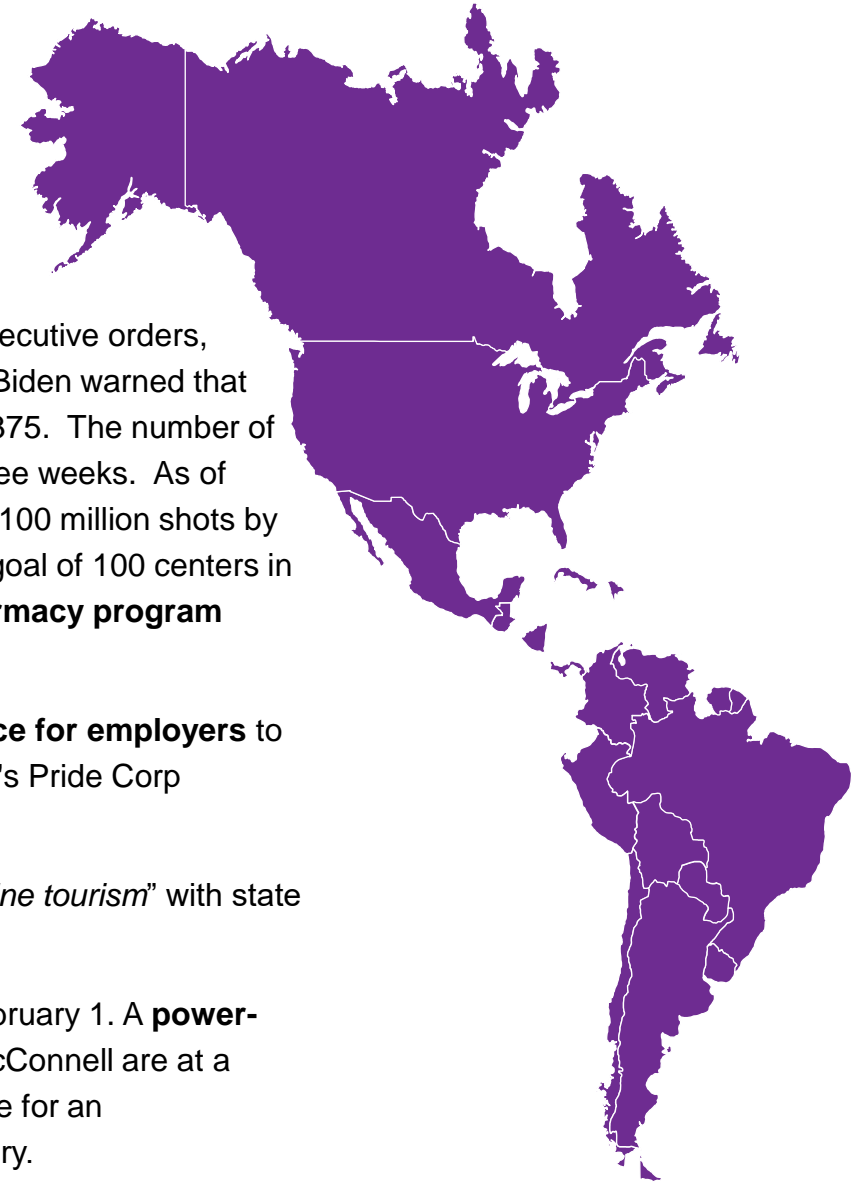 ecutive orders,
Biden warned that
875. The number of
ee weeks. As of
100 million shots by
goal of 100 centers in
rmacy program
ce for employers to
's Pride Corp
ine tourism” with state
bruary 1. A power-
cConnell are at a
e for an
ry.